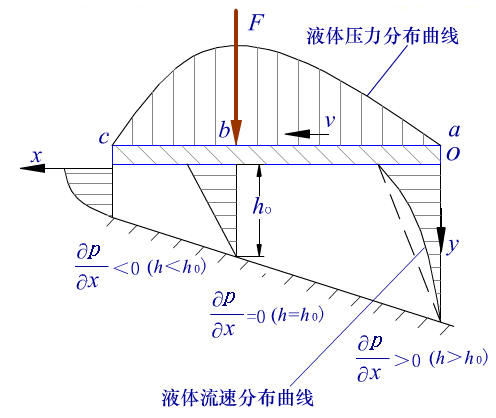 F
液体压力分布曲线
c
b
v
a
x
o
h₀
y
∂p/∂x <0 (h<h₀)
∂p/∂x =0 (h=h₀)
∂p/∂x >0 (h>h₀)
液体流速分布曲线